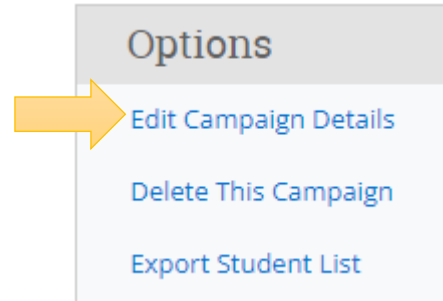 Options
Edit Campaign Details
Delete This Campaign
Export Student List